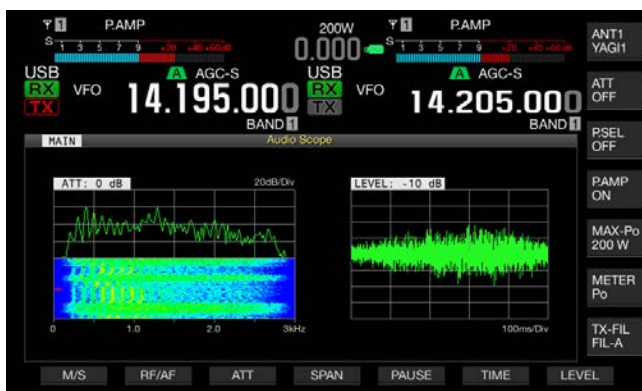 1 P.AMP 200W 1 P.AMP
S 1 3 5 7 9 +20 +40 +60dB 0.000 S 1 3 5 7 9 +20 +40 +60dB
USB A AGC-S USB A AGC-S
RX VFO 14.195.000 RX VFO 14.205.000
TX TX
BAND 1 BAND 1
MAIN Audio Scope
ATT: 0 dB 20dB/Div LEVEL: -10 dB
0 1.0 2.0 3kHz 100ms/Div
M/S RF/AF ATT SPAN PAUSE TIME LEVEL
ANT1
YAGI1
ATT
OFF
P.SEL
OFF
P.AMP
ON
MAX-Po
200 W
METER
Po
TX-FIL
FIL-A